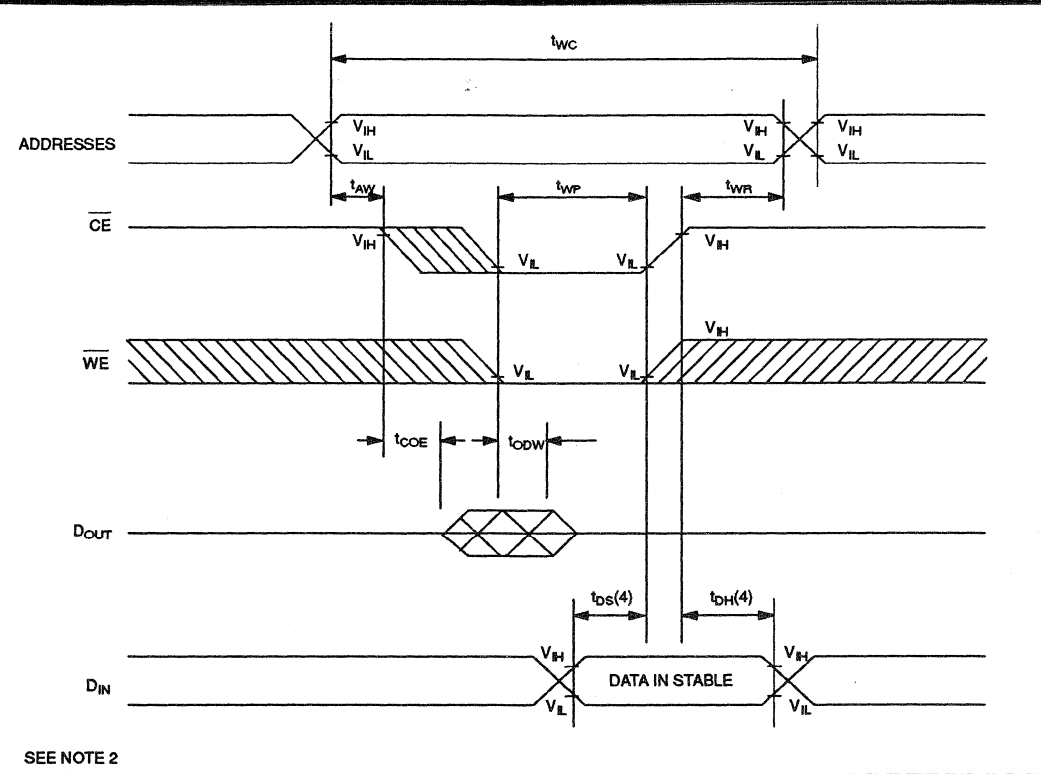 tWC
ADDRESSES
VIH VIH VIH
VIL VIL VIL
tAW tWP tWR
CE
VIH VIH
VIL VIL
VIH
WE
VIL VIL
tCOE tODW
DOUT
tDS(4) tDH(4)
VIH VIH
DIN DATA IN STABLE
VIL VIL
SEE NOTE 2